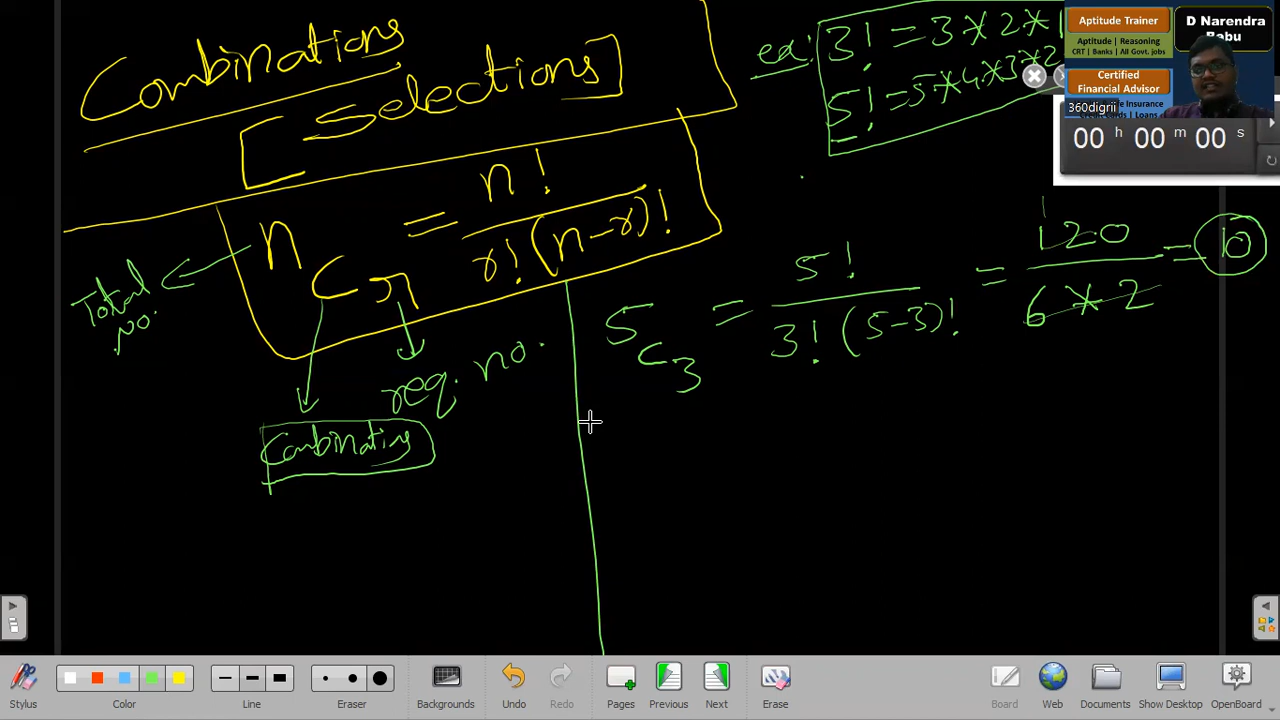 Combinations
[Selections]
nCr = n! / r!(n-r)!
Total no.
Combinations
req. no.
ex: 3! = 3*2*1
5! = 5*4*3*2
5C3 = 5! / 3!(5-3)! = 120 / 6*2 = 10
Aptitude Trainer
Aptitude | Reasoning
CRT | Banks | All Govt. jobs
Certified
Financial Advisor
D Narendra
Babu
360digrii
00 h 00 m 00 s
Stylus
Color
Line
Eraser
Backgrounds
Undo
Redo
Pages
Previous
Next
Erase
Board
Web
Documents
Show Desktop
OpenBoard